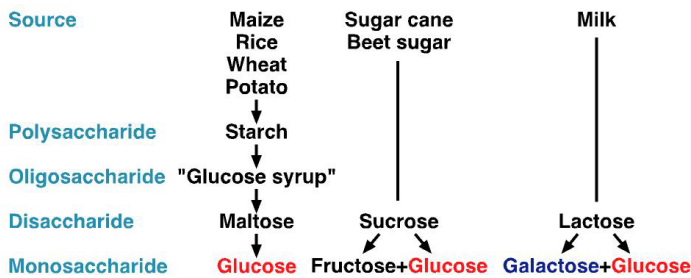 Source Maize Sugar cane Milk
Rice Beet sugar
Wheat
Potato
Polysaccharide Starch
Oligosaccharide "Glucose syrup"
Disaccharide Maltose Sucrose Lactose
Monosaccharide Glucose Fructose+Glucose Galactose+Glucose